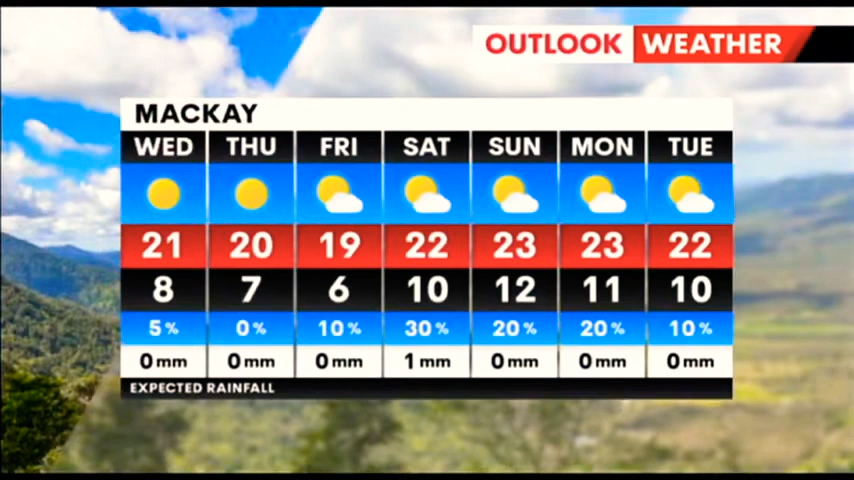 OUTLOOK WEATHER
MACKAY
WED THU FRI SAT SUN MON TUE
21 20 19 22 23 23 22
8 7 6 10 12 11 10
5% 0% 10% 30% 20% 20% 10%
0mm 0mm 0mm 1mm 0mm 0mm 0mm
EXPECTED RAINFALL